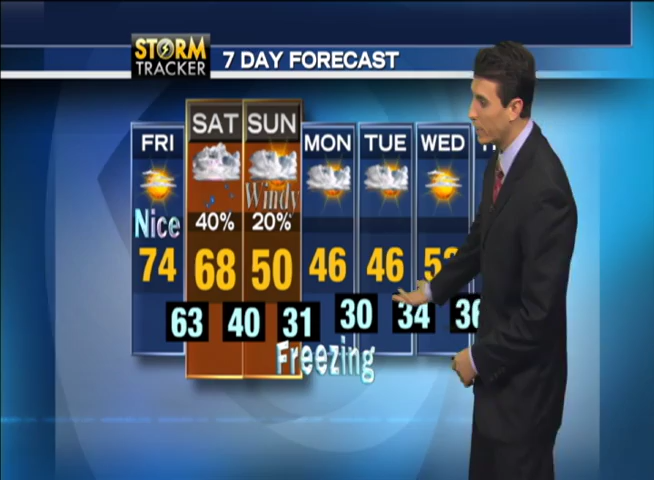 STORM
TRACKER
7 DAY FORECAST
FRI SAT SUN MON TUE WED
Nice Windy
40% 20%
74 68 50 46 46
63 40 31 30 34 36
Freezing